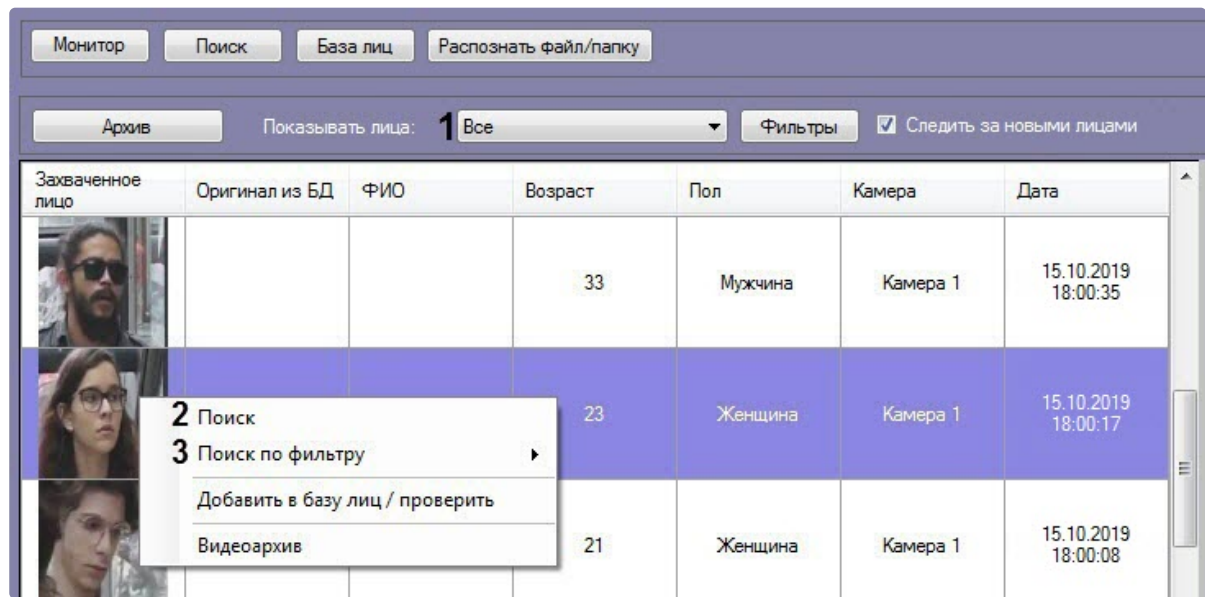 Монитор Поиск База лиц Распознать файл/папку
Архив Показывать лица: 1 Все Фильтры Следить за новыми лицами
Захваченное
лицо
Оригинал из БД ФИО Возраст Пол Камера Дата
33 Мужчина Камера 1 15.10.2019
18:00:35
23 Женщина Камера 1 15.10.2019
18:00:17
2 Поиск
3 Поиск по фильтру
Добавить в базу лиц / проверить
Видеоархив
21 Женщина Камера 1 15.10.2019
18:00:08